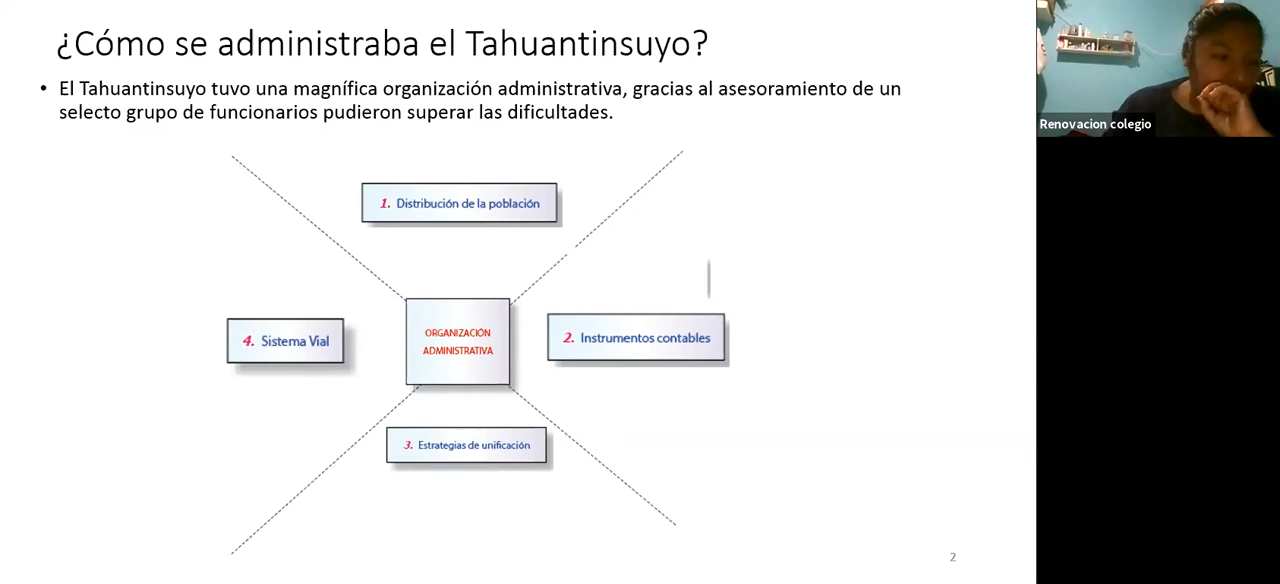 ¿Cómo se administraba el Tahuantinsuyo?
• El Tahuantinsuyo tuvo una magnífica organización administrativa, gracias al asesoramiento de un
selecto grupo de funcionarios pudieron superar las dificultades.
Renovacion colegio
1. Distribución de la población
4. Sistema Vial
ORGANIZACIÓN
ADMINISTRATIVA
2. Instrumentos contables
3. Estrategias de unificación
2